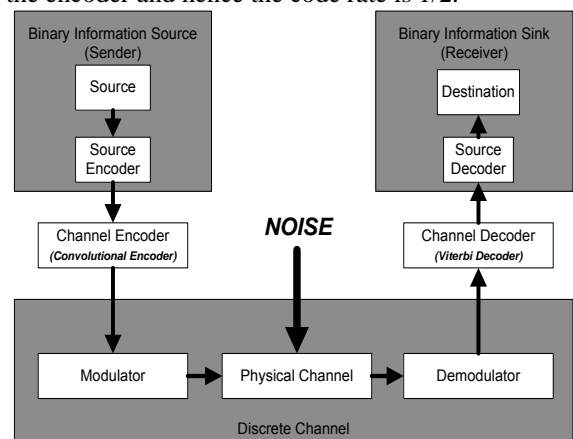 the encoder and hence the code rate is 1/2.
Binary Information Source
(Sender)
Source
Source
Encoder
Channel Encoder
(Convolutional Encoder)
NOISE
Binary Information Sink
(Receiver)
Destination
Source
Decoder
Channel Decoder
(Viterbi Decoder)
Modulator
Physical Channel
Demodulator
Discrete Channel